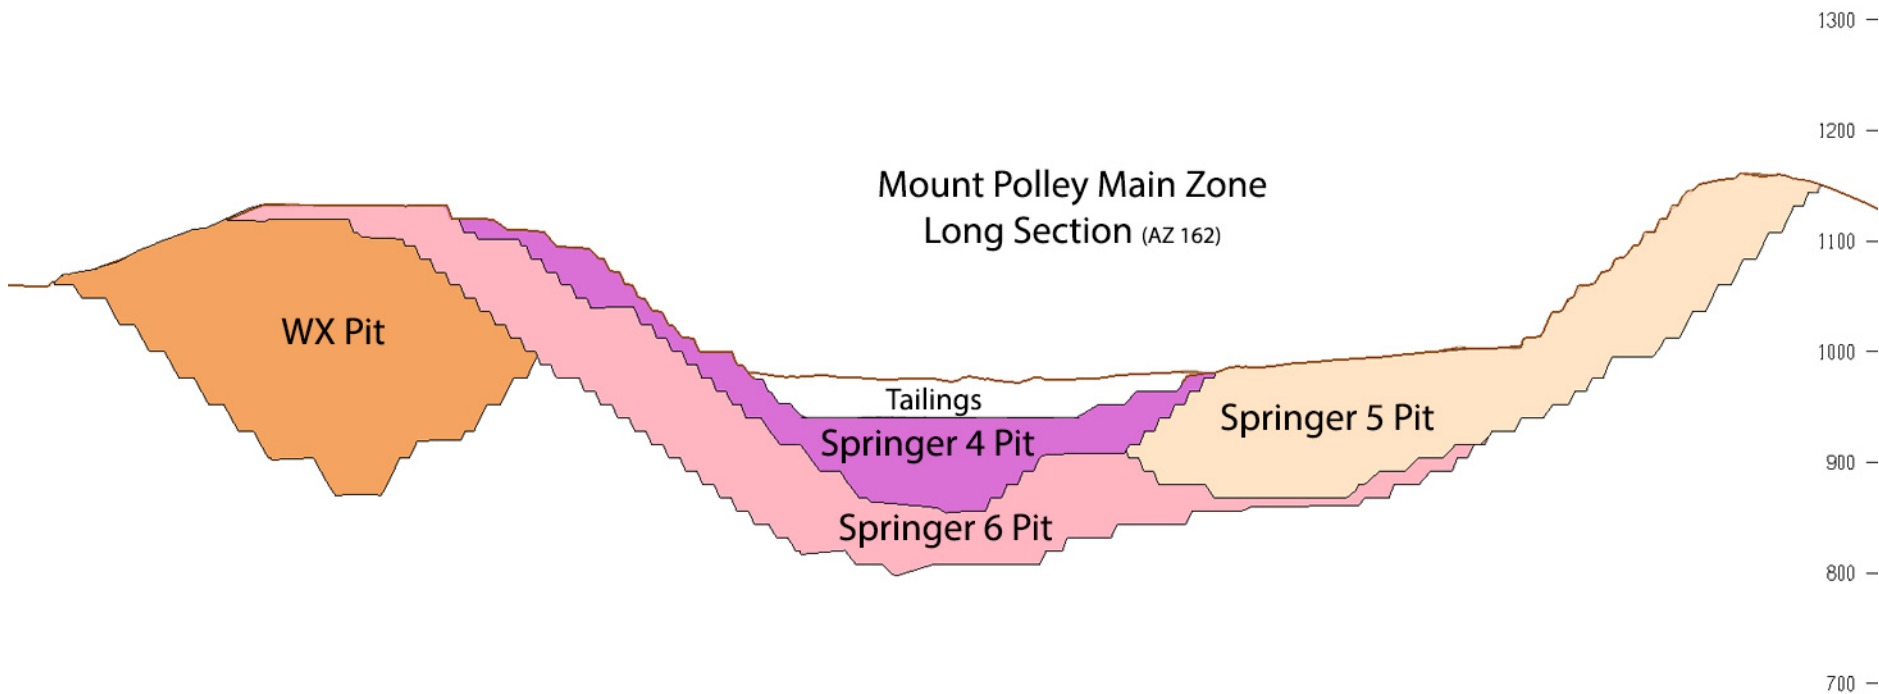 1300
1200
Mount Polley Main Zone
Long Section (AZ 162)
1100
WX Pit
1000
Tailings
Springer 5 Pit
Springer 4 Pit
900
Springer 6 Pit
800
700